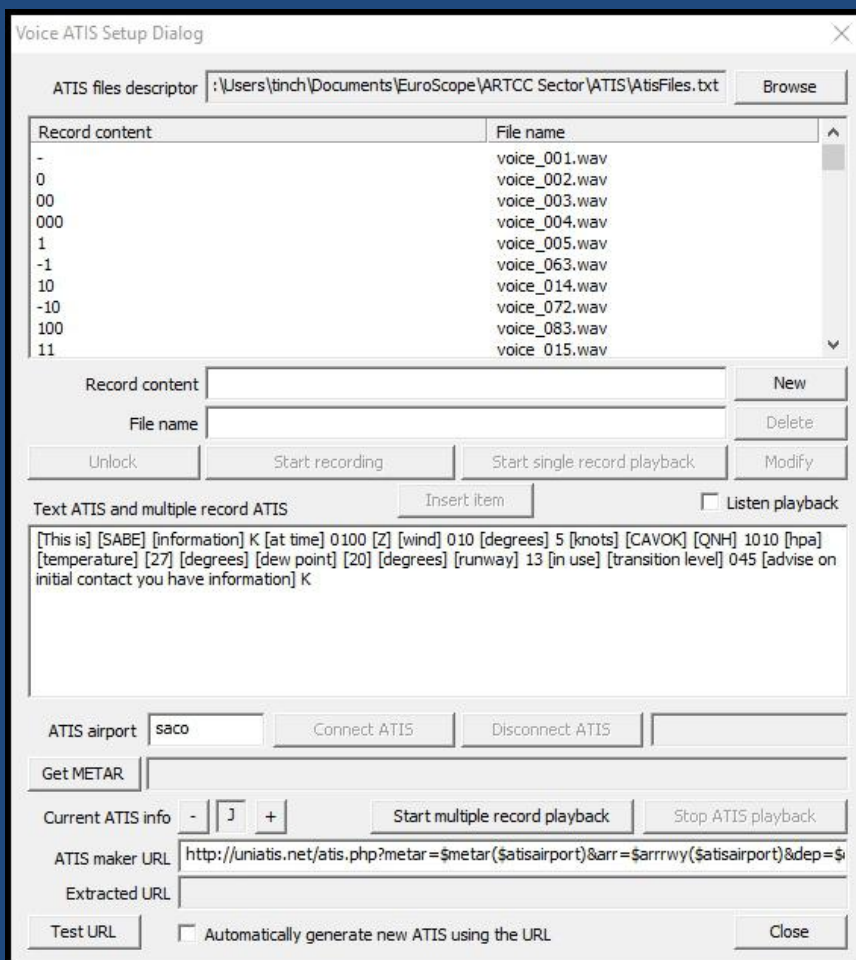 Voice ATIS Setup Dialog
ATIS files descriptor :\Users\tinch\Documents\EuroScope\ARTCC Sector\ATIS\AtisFiles.txt Browse
Record content File name
- voice_001.wav
0 voice_002.wav
00 voice_003.wav
000 voice_004.wav
1 voice_005.wav
-1 voice_063.wav
10 voice_014.wav
-10 voice_072.wav
100 voice_083.wav
11 voice_015.wav
Record content New
File name Delete
Unlock Start recording Start single record playback Modify
Text ATIS and multiple record ATIS Insert item Listen playback
[This is] [SABE] [information] K [at time] 0100 [Z] [wind] 010 [degrees] 5 [knots] [CAVOK] [QNH] 1010 [hpa]
[temperature] [27] [degrees] [dew point] [20] [degrees] [runway] 13 [in use] [transition level] 045 [advise on
initial contact you have information] K
ATIS airport saco Connect ATIS Disconnect ATIS
Get METAR
Current ATIS info - J + Start multiple record playback Stop ATIS playback
ATIS maker URL http://uniatis.net/atis.php?metar=$metar($atisairport)&arr=$arrrwy($atisairport)&dep=$
Extracted URL
Test URL Automatically generate new ATIS using the URL Close